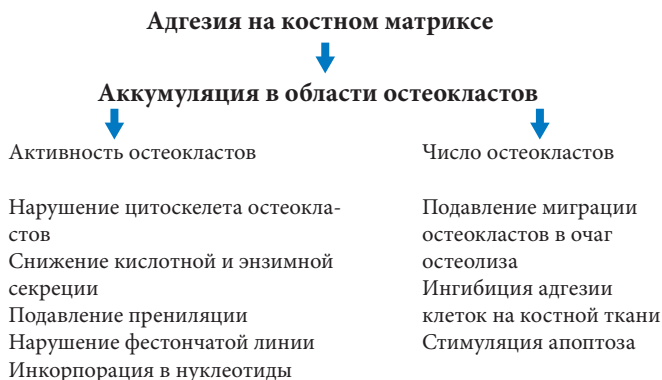 Адгезия на костном матриксе
Аккумуляция в области остеокластов
Активность остеокластов
Нарушение цитоскелета остеокла-
стов
Снижение кислотной и энзимной
секреции
Подавление прениляции
Нарушение фестончатой линии
Инкорпорация в нуклеотиды
Число остеокластов
Подавление миграции
остеокластов в очаг
остеолиза
Ингибиция адгезии
клеток на костной ткани
Стимуляция апоптоза